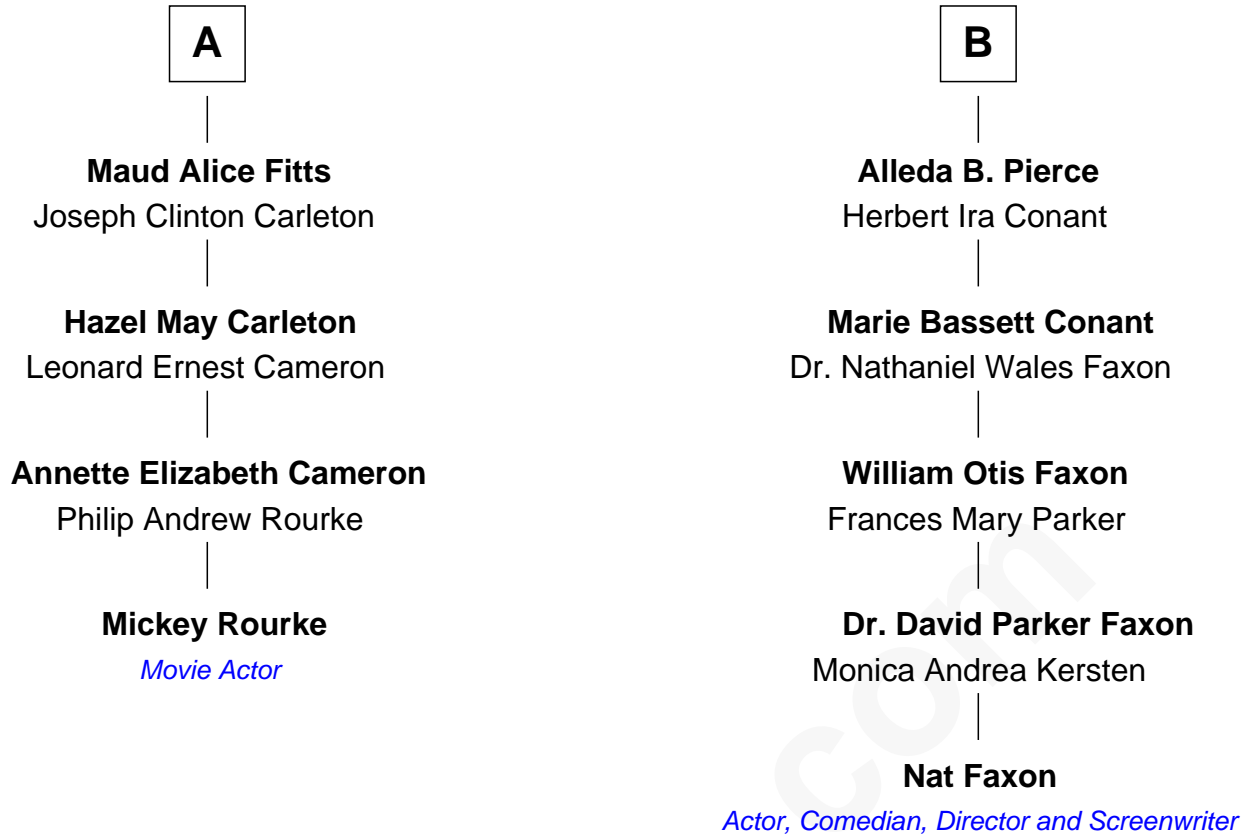 A
Maud Alice Fitts
Joseph Clinton Carleton
Hazel May Carleton
Leonard Ernest Cameron
Annette Elizabeth Cameron
Philip Andrew Rourke
Mickey Rourke
Movie Actor
B
Alleda B. Pierce
Herbert Ira Conant
Marie Bassett Conant
Dr. Nathaniel Wales Faxon
William Otis Faxon
Frances Mary Parker
Dr. David Parker Faxon
Monica Andrea Kersten
Nat Faxon
Actor, Comedian, Director and Screenwriter
com